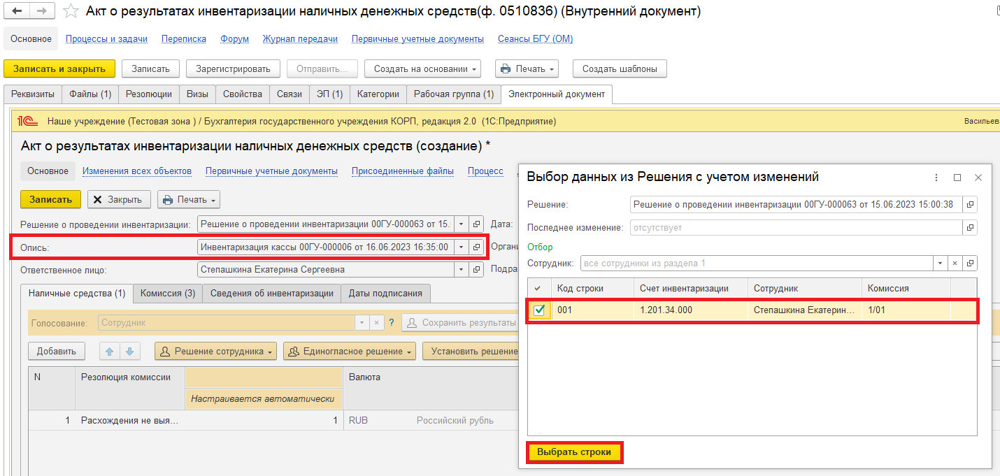 Акт о результатах инвентаризации наличных денежных средств(ф. 0510836) (Внутренний документ)
Основное Процессы и задачи Переписка Форум Журнал передачи Первичные учетные документы Сеансы БГУ (ОМ)
Записать и закрыть Записать Зарегистрировать Отправить... Создать на основании Печать Создать шаблоны
Реквизиты Файлы (1) Резолюции Визы Свойства Связи ЭП (1) Категории Рабочая группа (1) Электронный документ
1С Наше учреждение (Тестовая зона ) / Бухгалтерия государственного учреждения КОРП, редакция 2.0 (1С:Предприятие) Васильев
Акт о результатах инвентаризации наличных денежных средств (создание) *
Основное Изменения всех объектов Первичные учетные документы Присоединенные файлы Процесс
Записать Закрыть Печать
Решение о проведении инвентаризации: Решение о проведении инвентаризации 00ГУ-000063 от 15. Дата:
Опись: Инвентаризация кассы 00ГУ-000006 от 16.06.2023 16:35:00 Органи
Ответственное лицо: Степашкина Екатерина Сергеевна Подра
Наличные средства (1) Комиссия (3) Сведения об инвентаризации Даты подписания
Голосование: Сотрудник ? Сохранить результаты
Добавить Решение сотрудника Единогласное решение Установить решение
N Резолюция комиссии Валюта
Настраивается автоматически
1 Расхождения не выя... 1 RUB Российский рубль
Выбор данных из Решения с учетом изменений
Решение: Решение о проведении инвентаризации 00ГУ-000063 от 15.06.2023 15:00:38
Последнее изменение: отсутствует
Отбор
Сотрудник: все сотрудники из раздела 1
Код строки Счет инвентаризации Сотрудник Комиссия
001 1.201.34.000 Степашкина Екатерин... 1/01
Выбрать строки